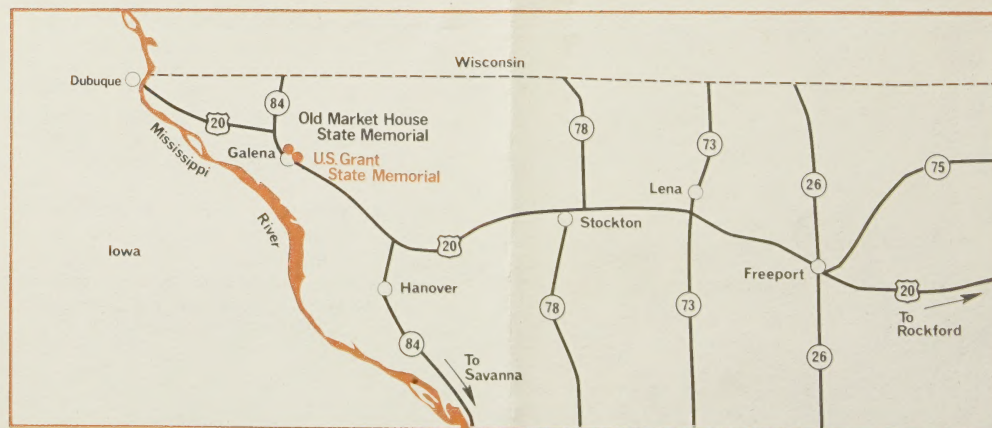 Wisconsin
Dubuque
84
Old Market House
State Memorial
20
78
73
Galena
U.S. Grant
State Memorial
26
75
Mississippi
River
Lena
Stockton
Iowa
20
Freeport
Hanover
20
To
Rockford
78
73
84
26
To
Savanna